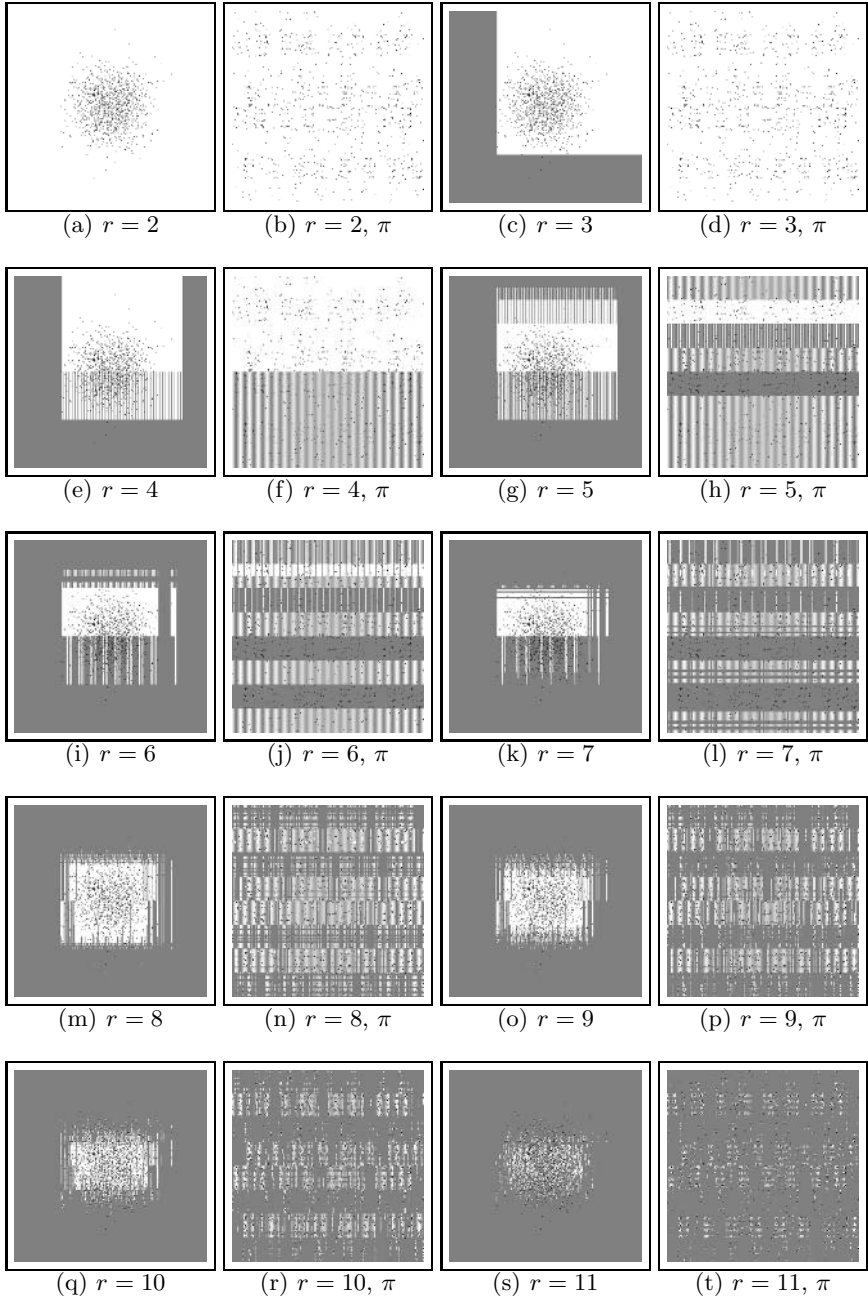 (a) r = 2
(b) r = 2, π
(c) r = 3
(d) r = 3, π
(e) r = 4
(f) r = 4, π
(g) r = 5
(h) r = 5, π
(i) r = 6
(j) r = 6, π
(k) r = 7
(l) r = 7, π
(m) r = 8
(n) r = 8, π
(o) r = 9
(p) r = 9, π
(q) r = 10
(r) r = 10, π
(s) r = 11
(t) r = 11, π